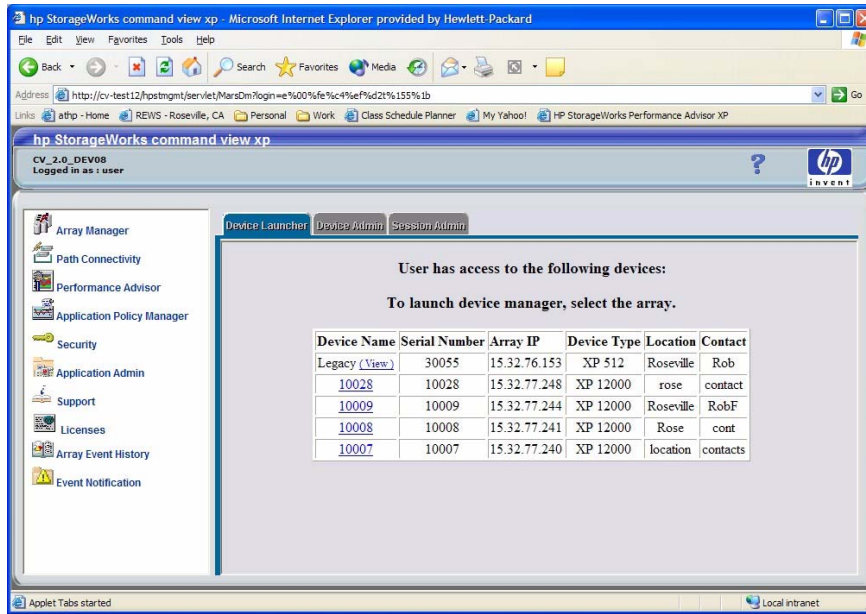 hp StorageWorks command view xp - Microsoft Internet Explorer provided by Hewlett-Packard
File Edit View Favorites Tools Help
Back Search Favorites Media
Address http://cv-test12/hpstmgmt/servlet/MarsDm?login=e%00%fe%c4%ef%d2t%155%1b Go
Links athp - Home REWS - Roseville, CA Personal Work Class Schedule Planner My Yahoo! HP StorageWorks Performance Advisor XP
hp StorageWorks command view xp
CV_2.0_DEV08
Logged in as : user
?
hp
invent
Array Manager
Path Connectivity
Performance Advisor
Application Policy Manager
Security
Application Admin
Support
Licenses
Array Event History
Event Notification
Device Launcher Device Admin Session Admin
User has access to the following devices:
To launch device manager, select the array.
Device Name Serial Number Array IP Device Type Location Contact
Legacy (View) 30055 15.32.76.153 XP 512 Roseville Rob
10028 10028 15.32.77.248 XP 12000 rose contact
10009 10009 15.32.77.244 XP 12000 Roseville RobF
10008 10008 15.32.77.241 XP 12000 Rose cont
10007 10007 15.32.77.240 XP 12000 location contacts
Applet Tabs started Local intranet